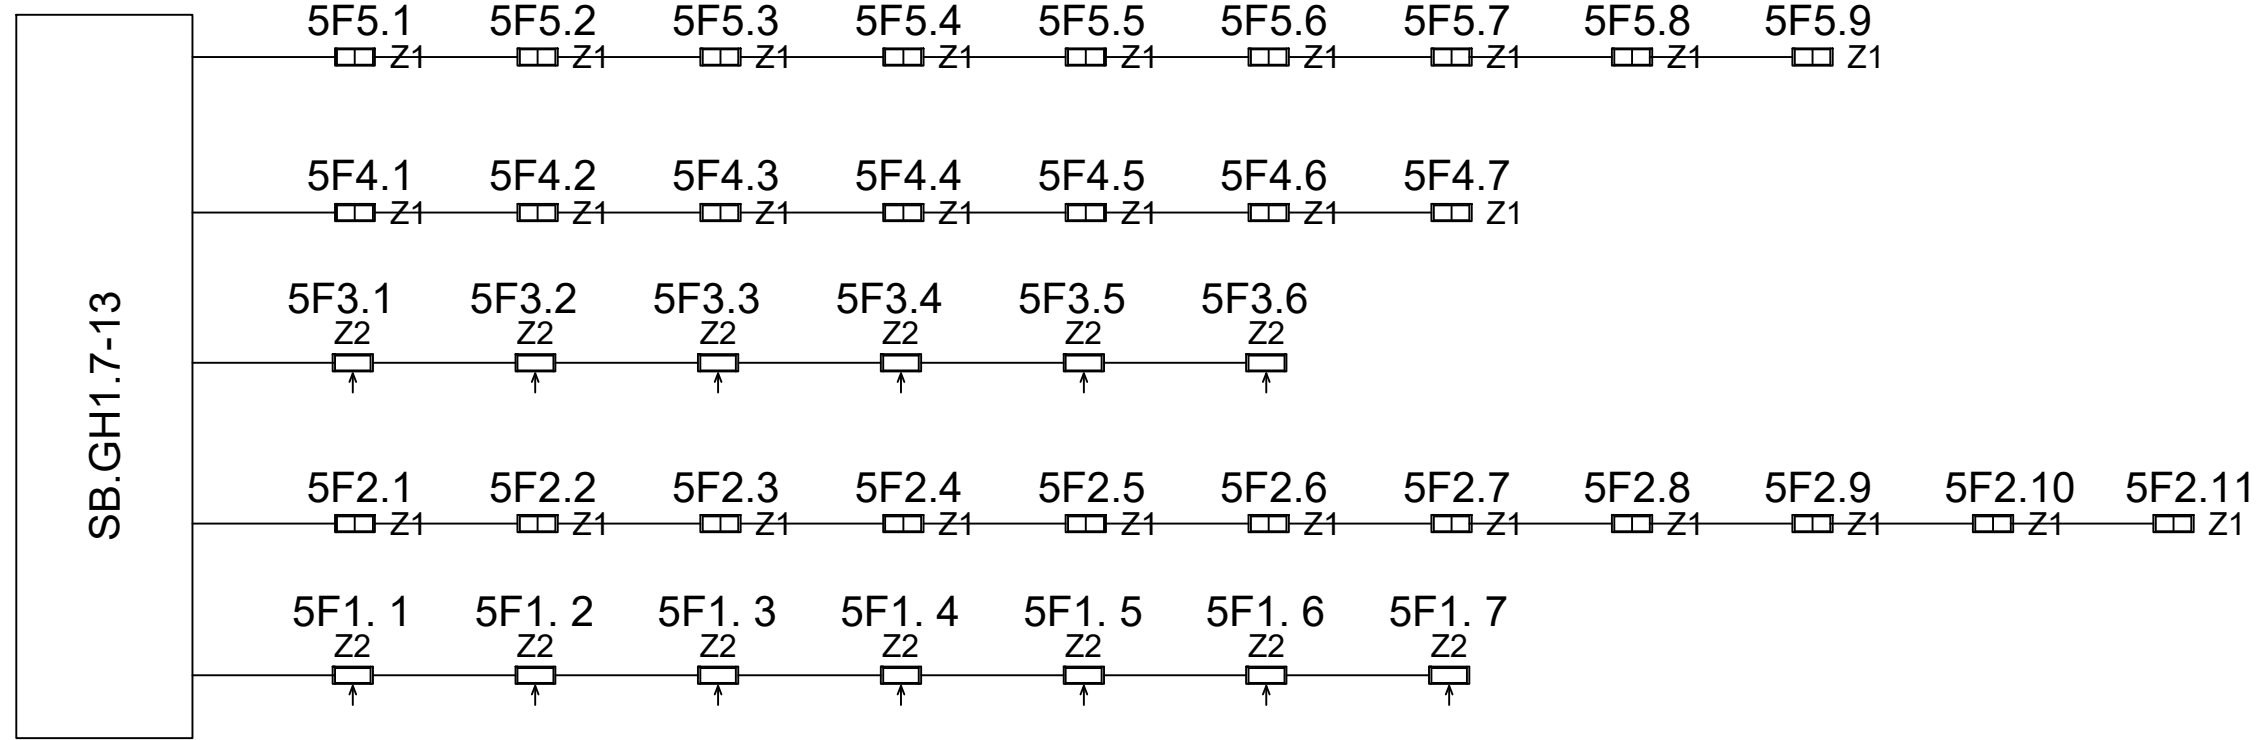 5F5.1 5F5.2 5F5.3 5F5.4 5F5.5 5F5.6 5F5.7 5F5.8 5F5.9
Z1 Z1 Z1 Z1 Z1 Z1 Z1 Z1 Z1
5F4.1 5F4.2 5F4.3 5F4.4 5F4.5 5F4.6 5F4.7
Z1 Z1 Z1 Z1 Z1 Z1 Z1
SB.GH1.7-13
5F3.1 5F3.2 5F3.3 5F3.4 5F3.5 5F3.6
Z2 Z2 Z2 Z2 Z2 Z2
5F2.1 5F2.2 5F2.3 5F2.4 5F2.5 5F2.6 5F2.7 5F2.8 5F2.9 5F2.10 5F2.11
Z1 Z1 Z1 Z1 Z1 Z1 Z1 Z1 Z1 Z1 Z1
5F1. 1 5F1. 2 5F1. 3 5F1. 4 5F1. 5 5F1. 6 5F1. 7
Z2 Z2 Z2 Z2 Z2 Z2 Z2